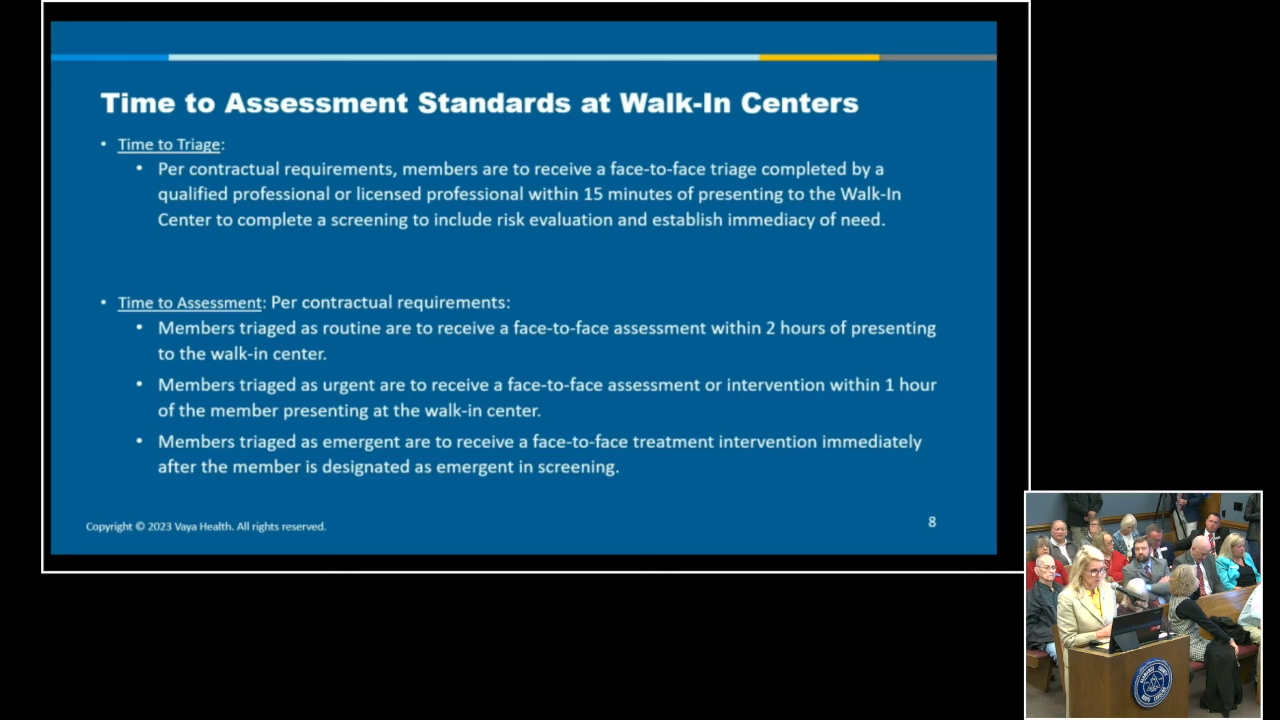 Time to Assessment Standards at Walk-In Centers
• Time to Triage:
• Per contractual requirements, members are to receive a face-to-face triage completed by a
qualified professional or licensed professional within 15 minutes of presenting to the Walk-In
Center to complete a screening to include risk evaluation and establish immediacy of need.
• Time to Assessment: Per contractual requirements:
• Members triaged as routine are to receive a face-to-face assessment within 2 hours of presenting
to the walk-in center.
• Members triaged as urgent are to receive a face-to-face assessment or intervention within 1 hour
of the member presenting at the walk-in center.
• Members triaged as emergent are to receive a face-to-face treatment intervention immediately
after the member is designated as emergent in screening.
Copyright © 2023 Vaya Health. All rights reserved.
8